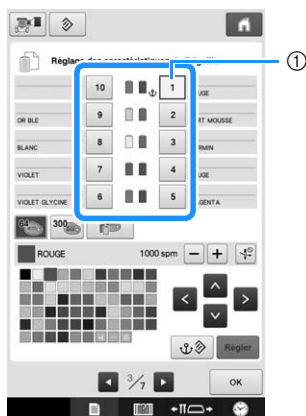 Réglage des caractéristiques
10
1
①
UGE
OR BLE
9
2
RT MOUSSE
BLANC
8
3
RMIN
VIOLET
7
4
UGE
VIOLET GLYCINE
6
5
GENTA
64
300
ROUGE
1000 spm
Régler
3/7
OK